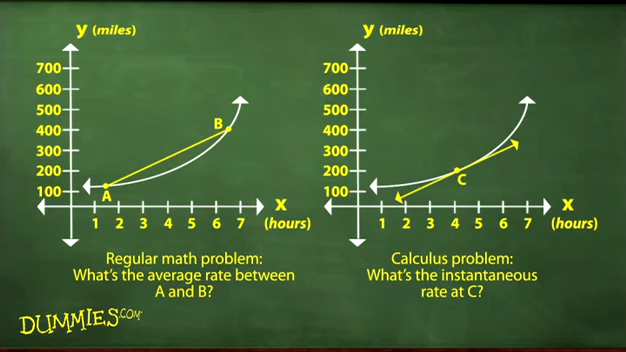 y (miles)
700
600
500
400
300
200
100
A
B
1 2 3 4 5 6 7
x
(hours)
Regular math problem:
What's the average rate between
A and B?
y (miles)
700
600
500
400
300
200
100
C
1 2 3 4 5 6 7
x
(hours)
Calculus problem:
What's the instantaneous
rate at C?
DUMMIES.COM